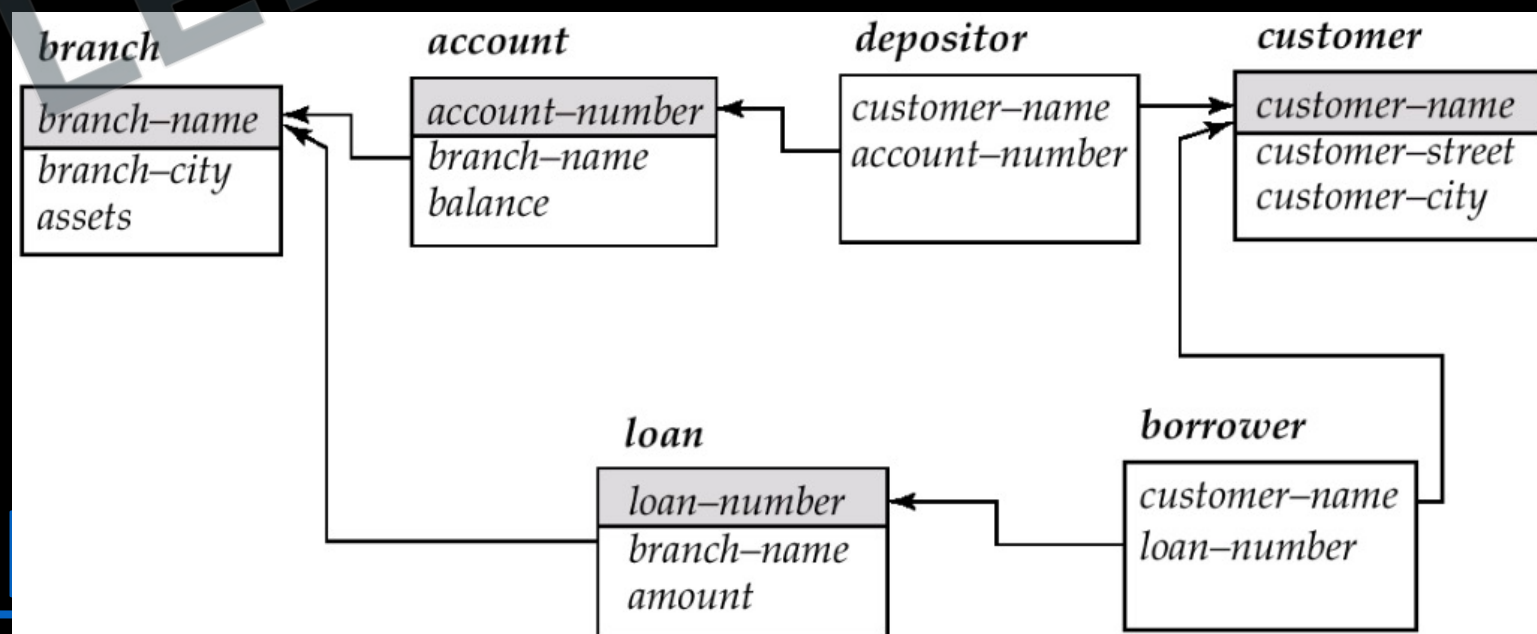 branch
branch–name
branch–city
assets
account
account–number
branch–name
balance
depositor
customer–name
account–number
customer
customer–name
customer–street
customer–city
loan
loan–number
branch–name
amount
borrower
customer–name
loan–number